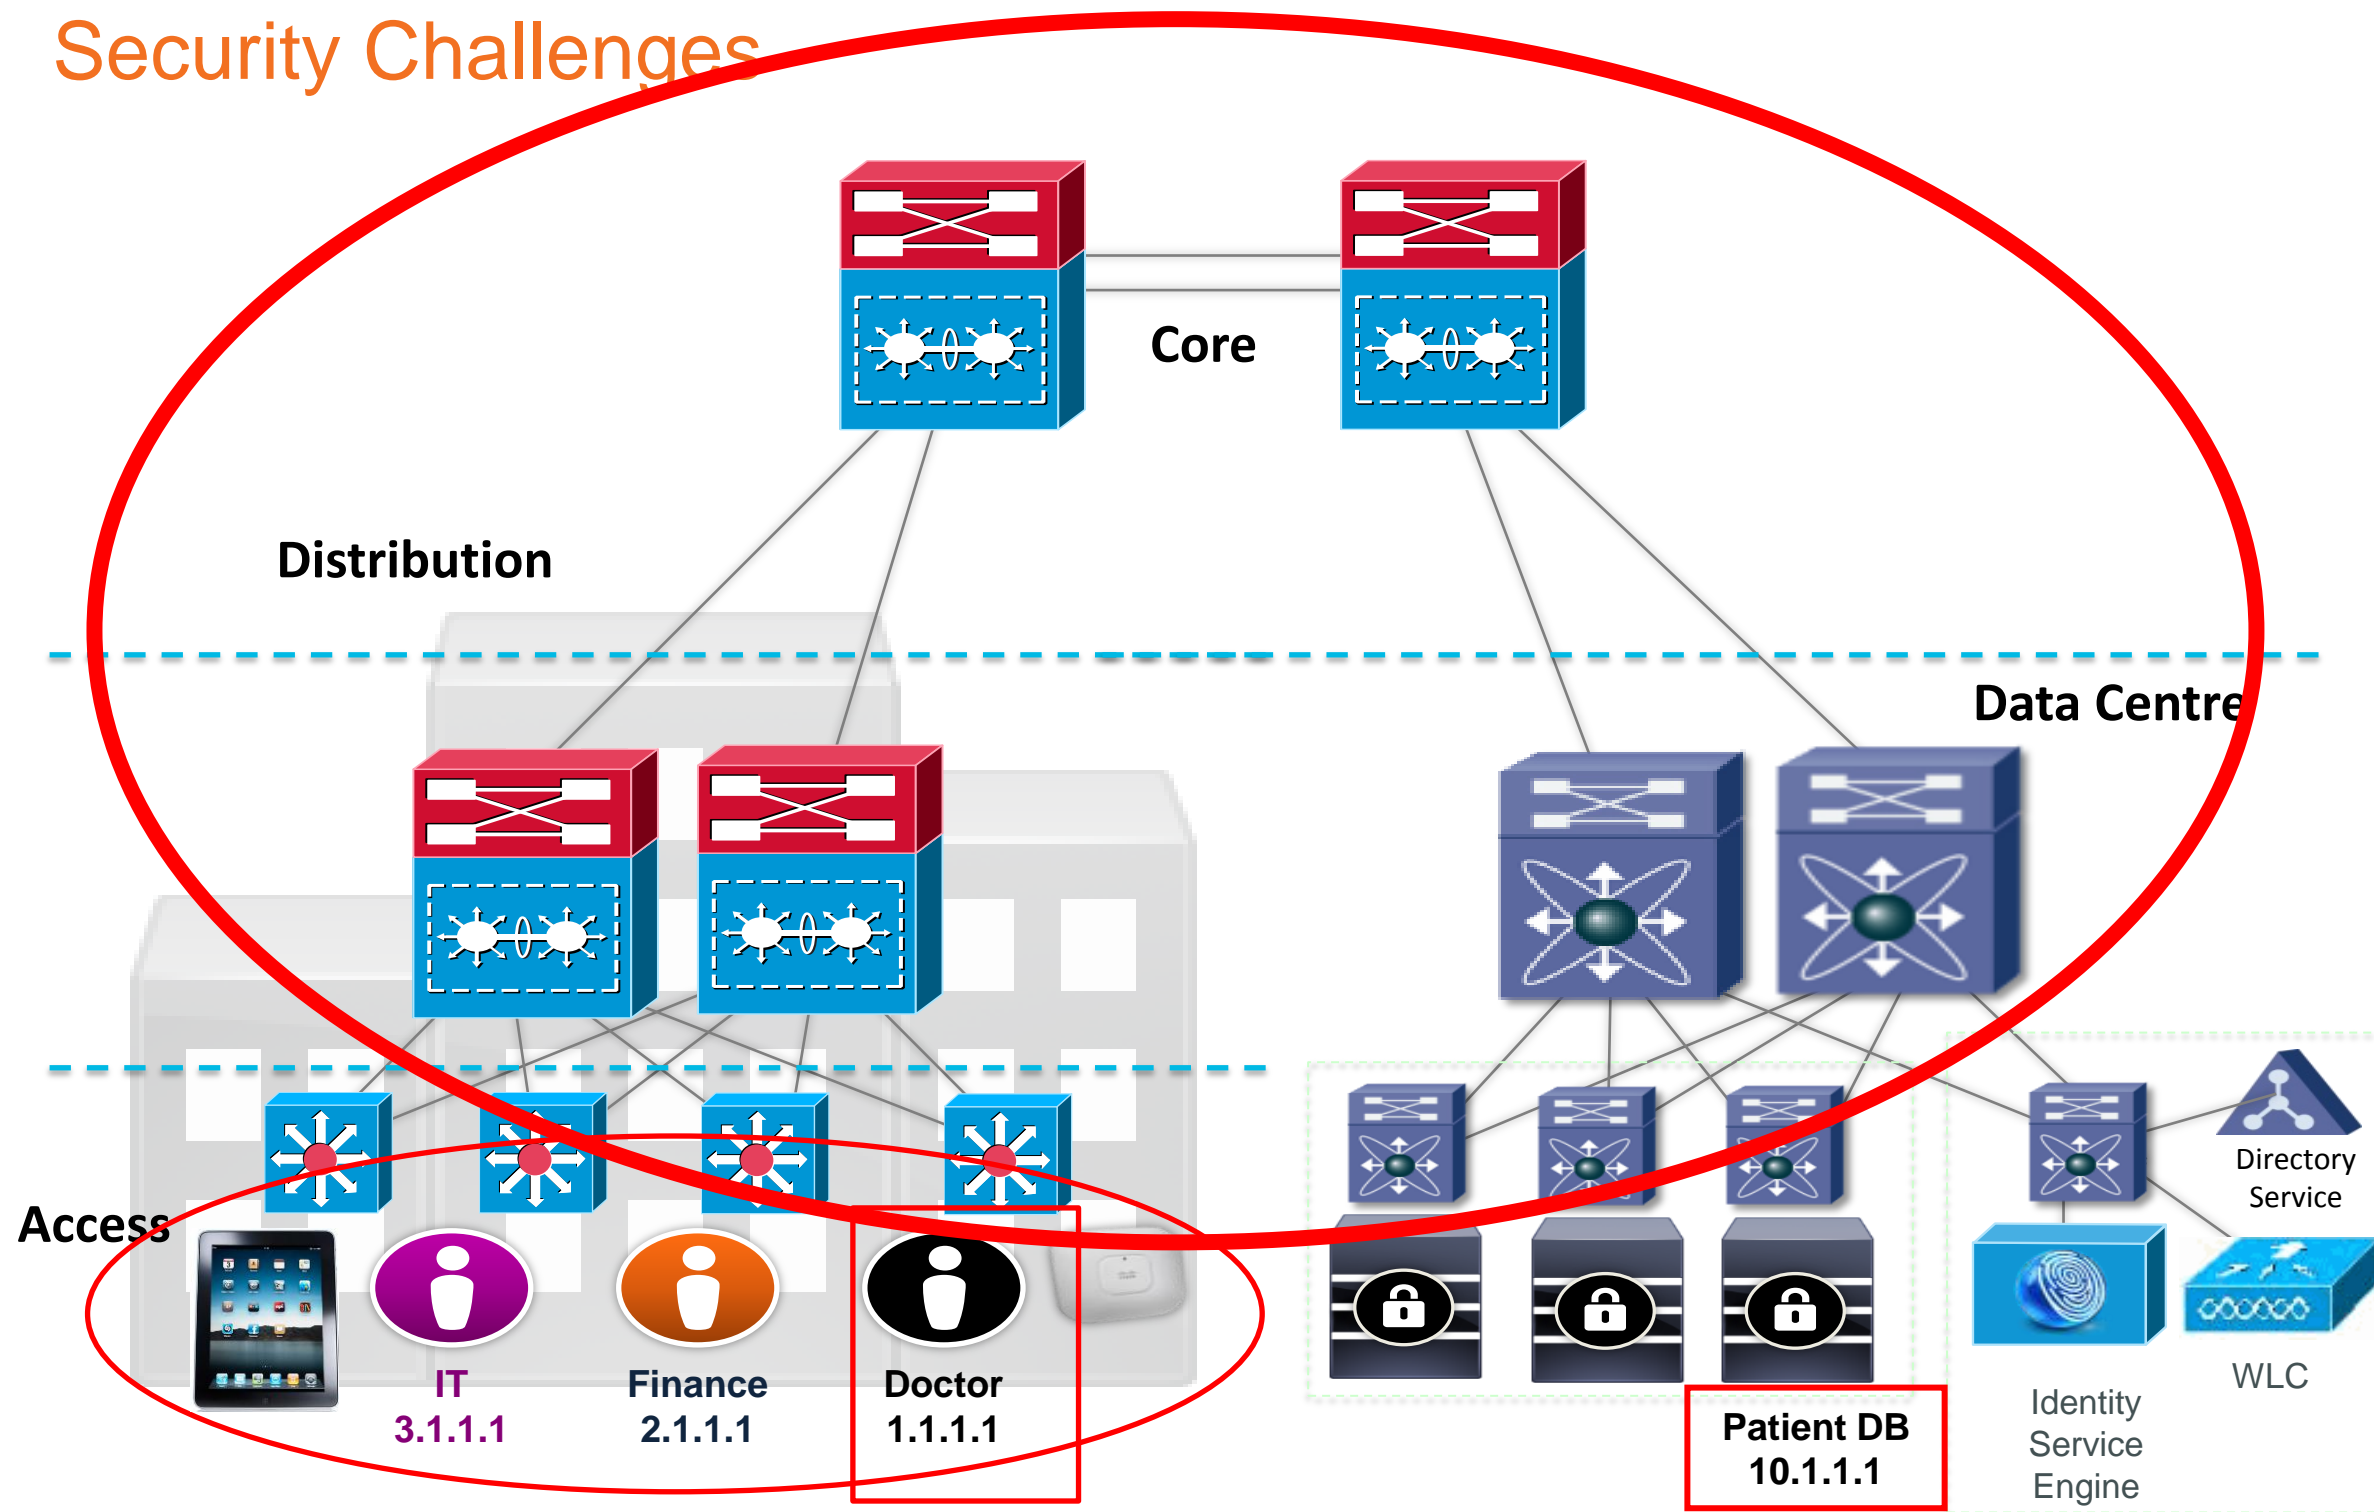 Security Challenges
Core
Distribution
Data Centre
Access
IT
3.1.1.1
Finance
2.1.1.1
Doctor
1.1.1.1
Patient DB
10.1.1.1
Directory
Service
Identity
Service
Engine
WLC